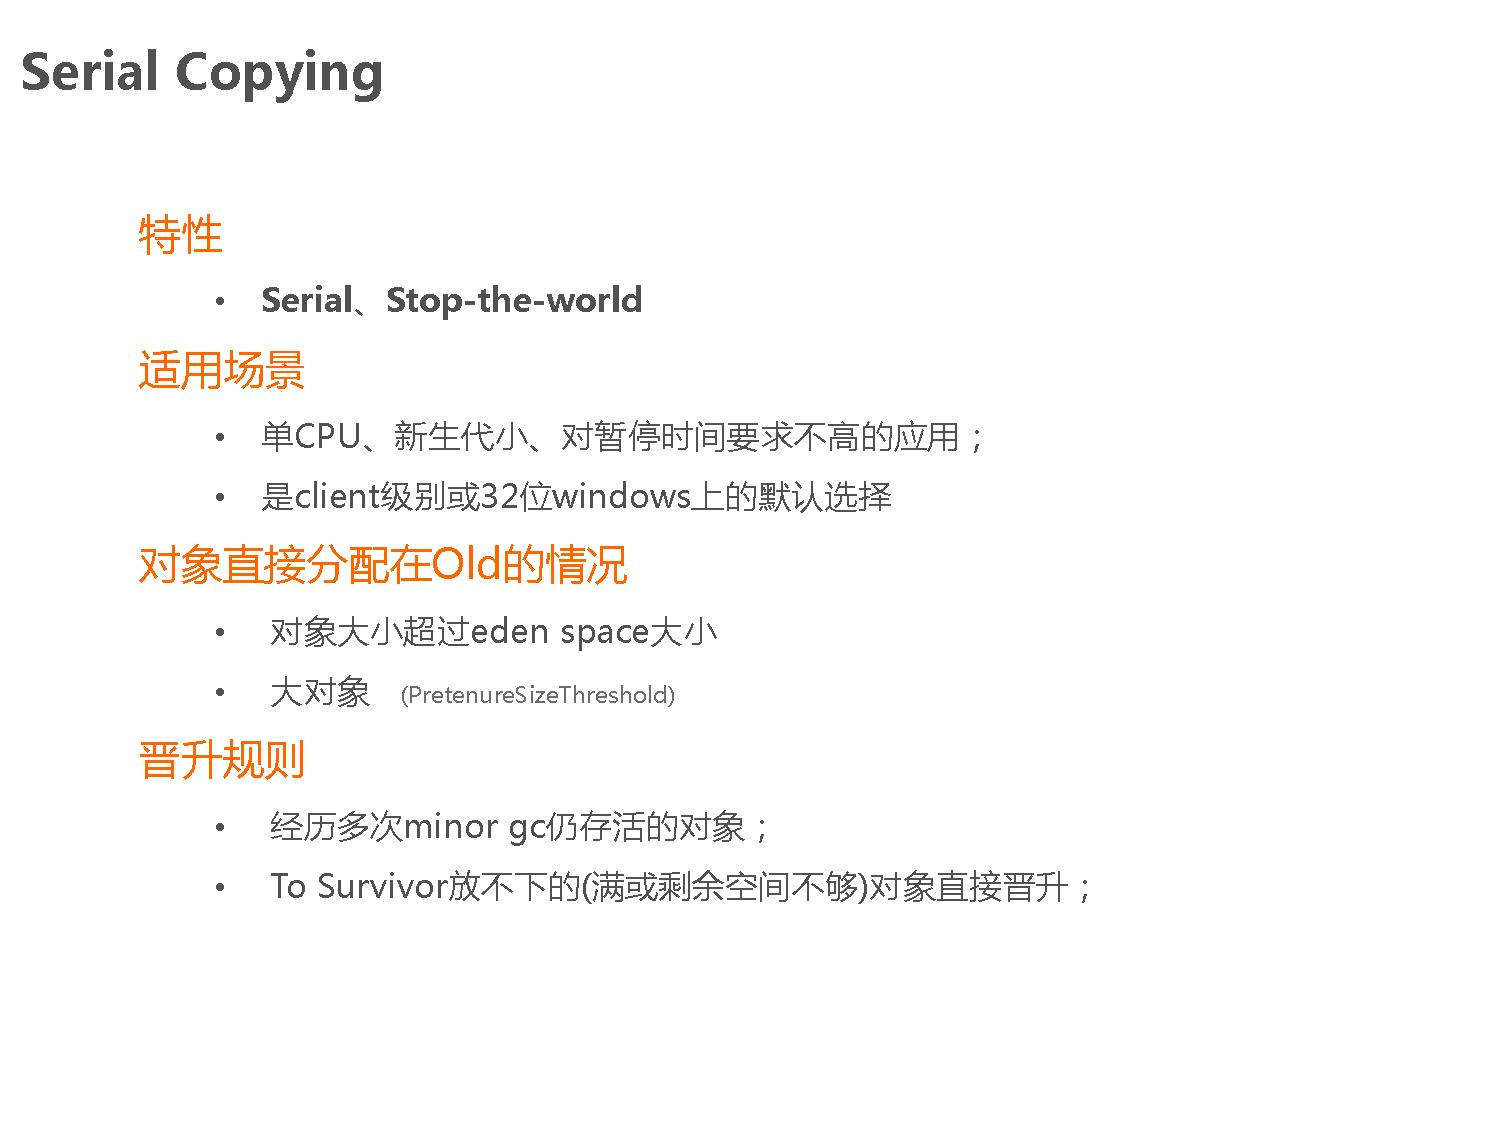 Serial Copying
特性
• Serial、Stop-the-world
适用场景
• 单CPU、新生代小、对暂停时间要求不高的应用；
• 是client级别或32位windows上的默认选择
对象直接分配在Old的情况
• 对象大小超过eden space大小
• 大对象 (PretenureSizeThreshold)
晋升规则
• 经历多次minor gc仍存活的对象；
• To Survivor放不下的(满或剩余空间不够)对象直接晋升；